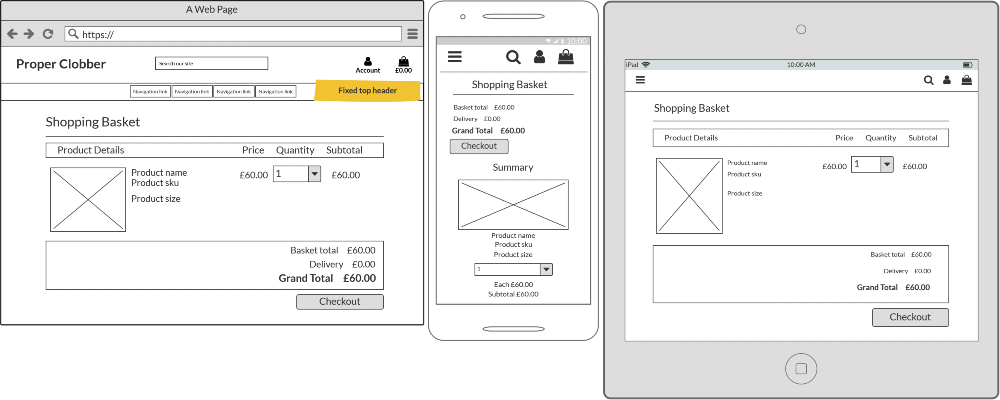 A Web Page
https://
Proper Clobber
Search our site
Account
£0.00
Navigation link Navigation link Navigation link Navigation link
Fixed top header
Shopping Basket
Product Details Price Quantity Subtotal
Product name
Product sku
£60.00 1 £60.00
Product size
Basket total £60.00
Delivery £0.00
Grand Total £60.00
Checkout
10:00
Shopping Basket
Basket total £60.00
Delivery £0.00
Grand Total £60.00
Checkout
Summary
Product name
Product sku
Product size
1
Each £60.00
Subtotal £60.00
iPad 10:00 AM
Shopping Basket
Product Details Price Quantity Subtotal
Product name
£60.00 1 £60.00
Product sku
Product size
Basket total £60.00
Delivery £0.00
Grand Total £60.00
Checkout